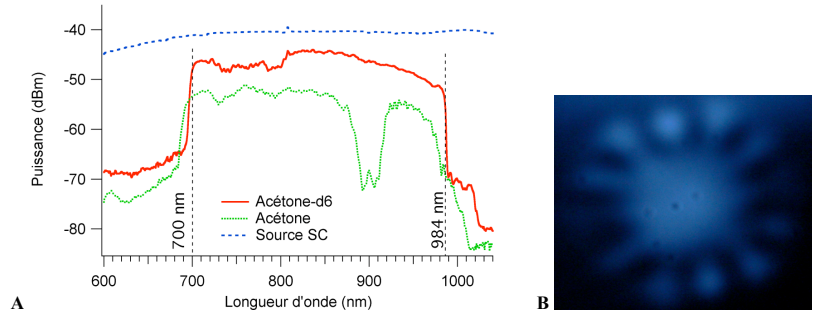 A
Puissance (dBm)
-40
-50
-60
-70
-80
600
700
800
900
1000
Longueur d'onde (nm)
700 nm
984 nm
Acétone-d6
Acétone
Source SC
B